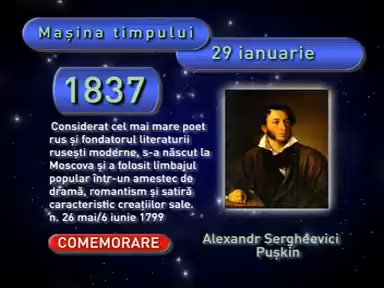 Mașina timpului
29 ianuarie
1837
Considerat cel mai mare poet
rus și fondatorul literaturii
rusești moderne, s-a născut la
Moscova și a folosit limbajul
popular într-un amestec de
dramă, romantism și satiră
caracteristic creațiilor sale.
n. 26 mai/6 iunie 1799
COMEMORARE
Alexandr Sergheevici
Pușkin